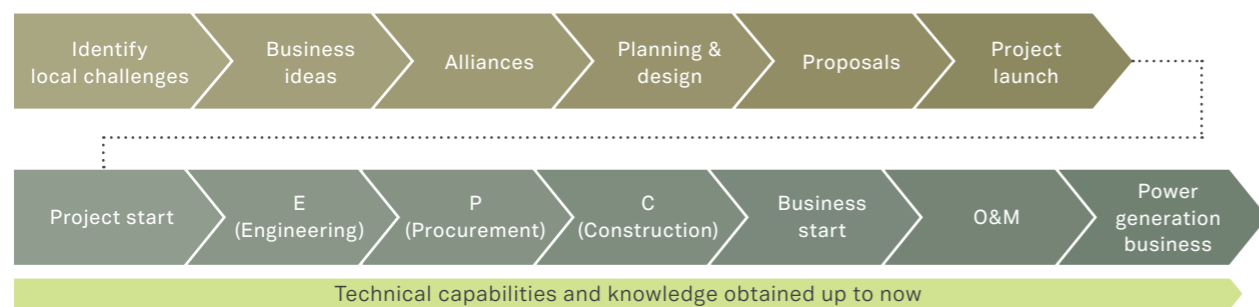 Identify
local challenges
Business
ideas
Alliances
Planning &
design
Proposals
Project
launch
Project start
E
(Engineering)
P
(Procurement)
C
(Construction)
Business
start
O&M
Power
generation
business
Technical capabilities and knowledge obtained up to now